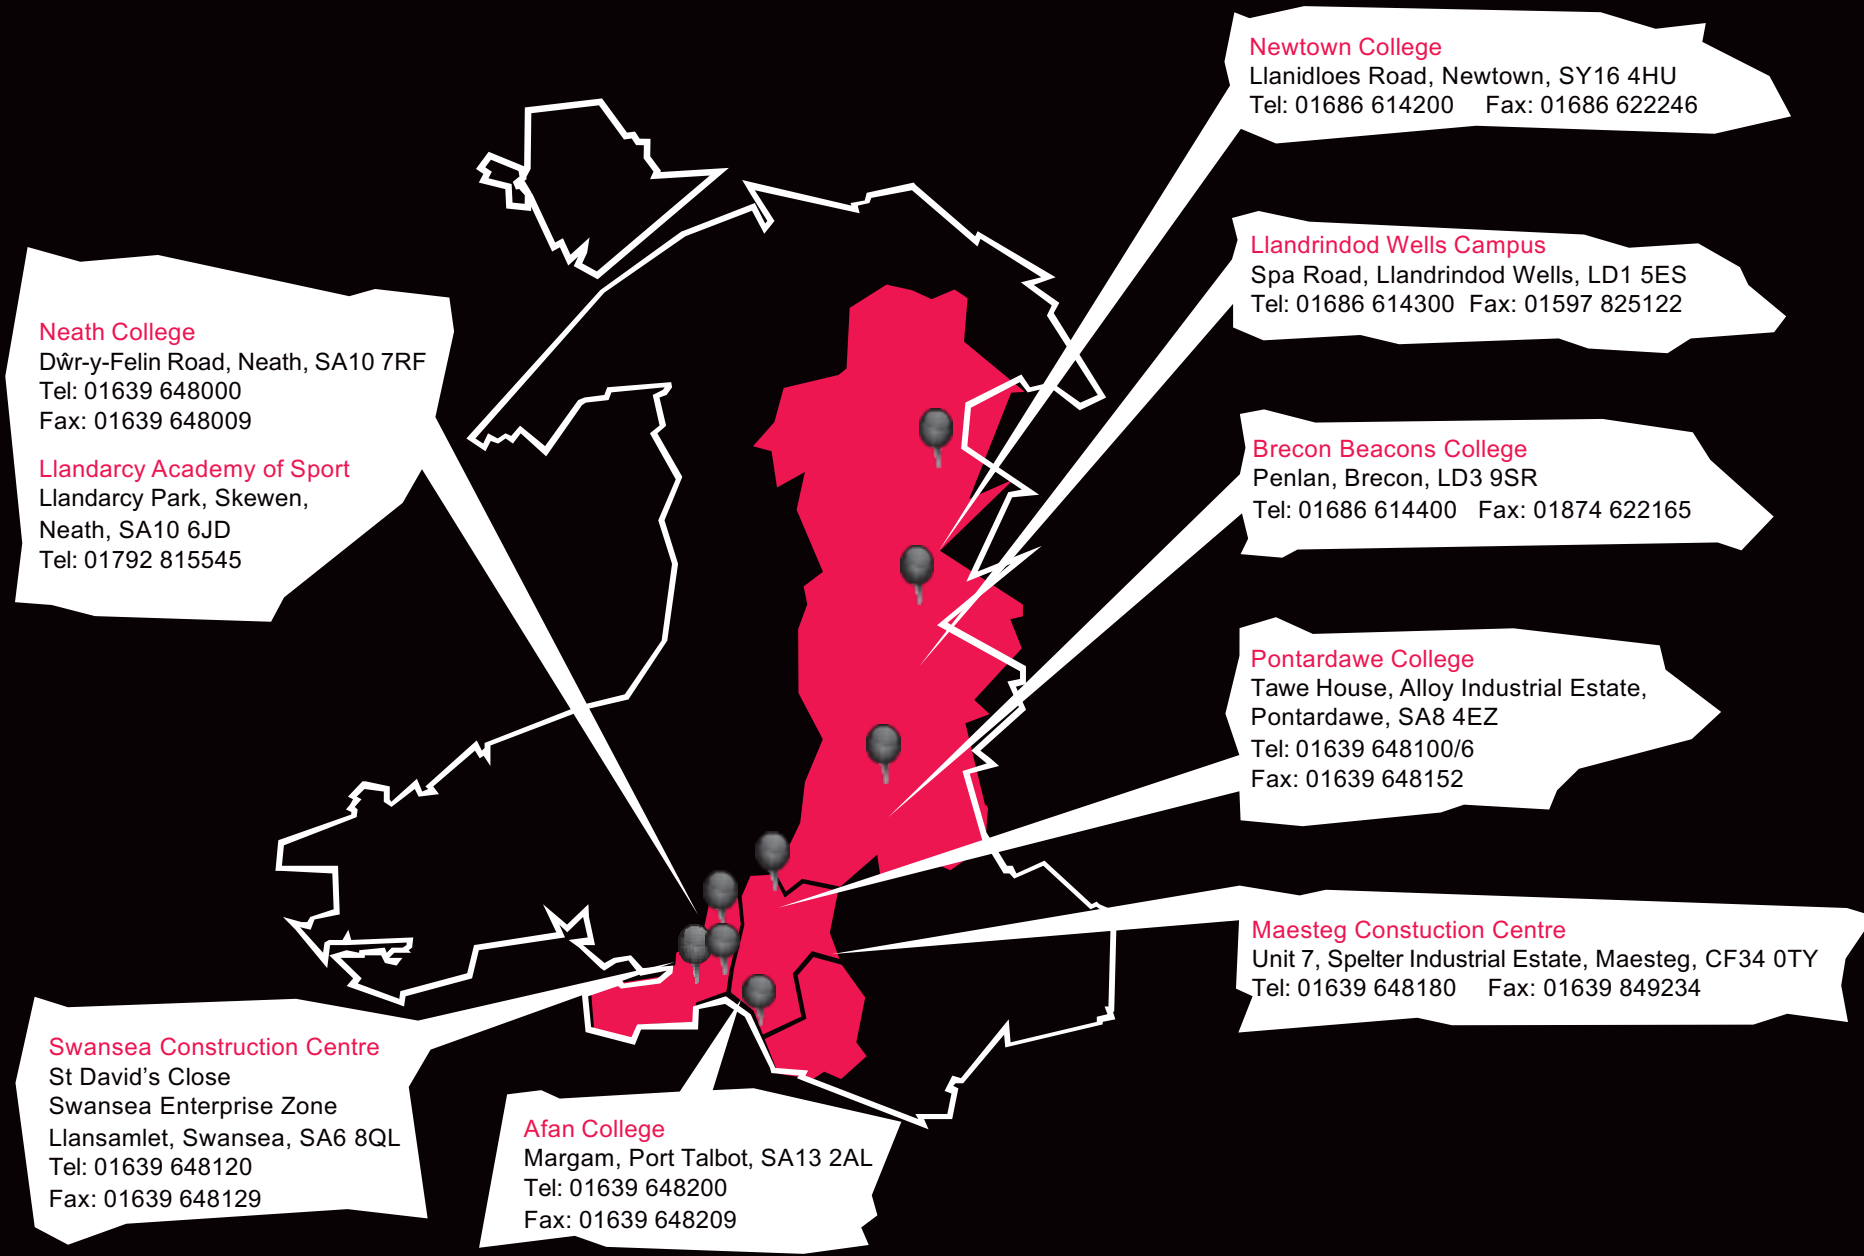 Newtown College
Llanidloes Road, Newtown, SY16 4HU
Tel: 01686 614200 Fax: 01686 622246
Llandrindod Wells Campus
Spa Road, Llandrindod Wells, LD1 5ES
Tel: 01686 614300 Fax: 01597 825122
Neath College
Dŵr-y-Felin Road, Neath, SA10 7RF
Tel: 01639 648000
Fax: 01639 648009
Llandarcy Academy of Sport
Llandarcy Park, Skewen,
Neath, SA10 6JD
Tel: 01792 815545
Brecon Beacons College
Penlan, Brecon, LD3 9SR
Tel: 01686 614400 Fax: 01874 622165
Pontardawe College
Tawe House, Alloy Industrial Estate,
Pontardawe, SA8 4EZ
Tel: 01639 648100/6
Fax: 01639 648152
Maesteg Constuction Centre
Unit 7, Spelter Industrial Estate, Maesteg, CF34 0TY
Tel: 01639 648180 Fax: 01639 849234
Swansea Construction Centre
St David's Close
Swansea Enterprise Zone
Llansamlet, Swansea, SA6 8QL
Tel: 01639 648120
Fax: 01639 648129
Afan College
Margam, Port Talbot, SA13 2AL
Tel: 01639 648200
Fax: 01639 648209